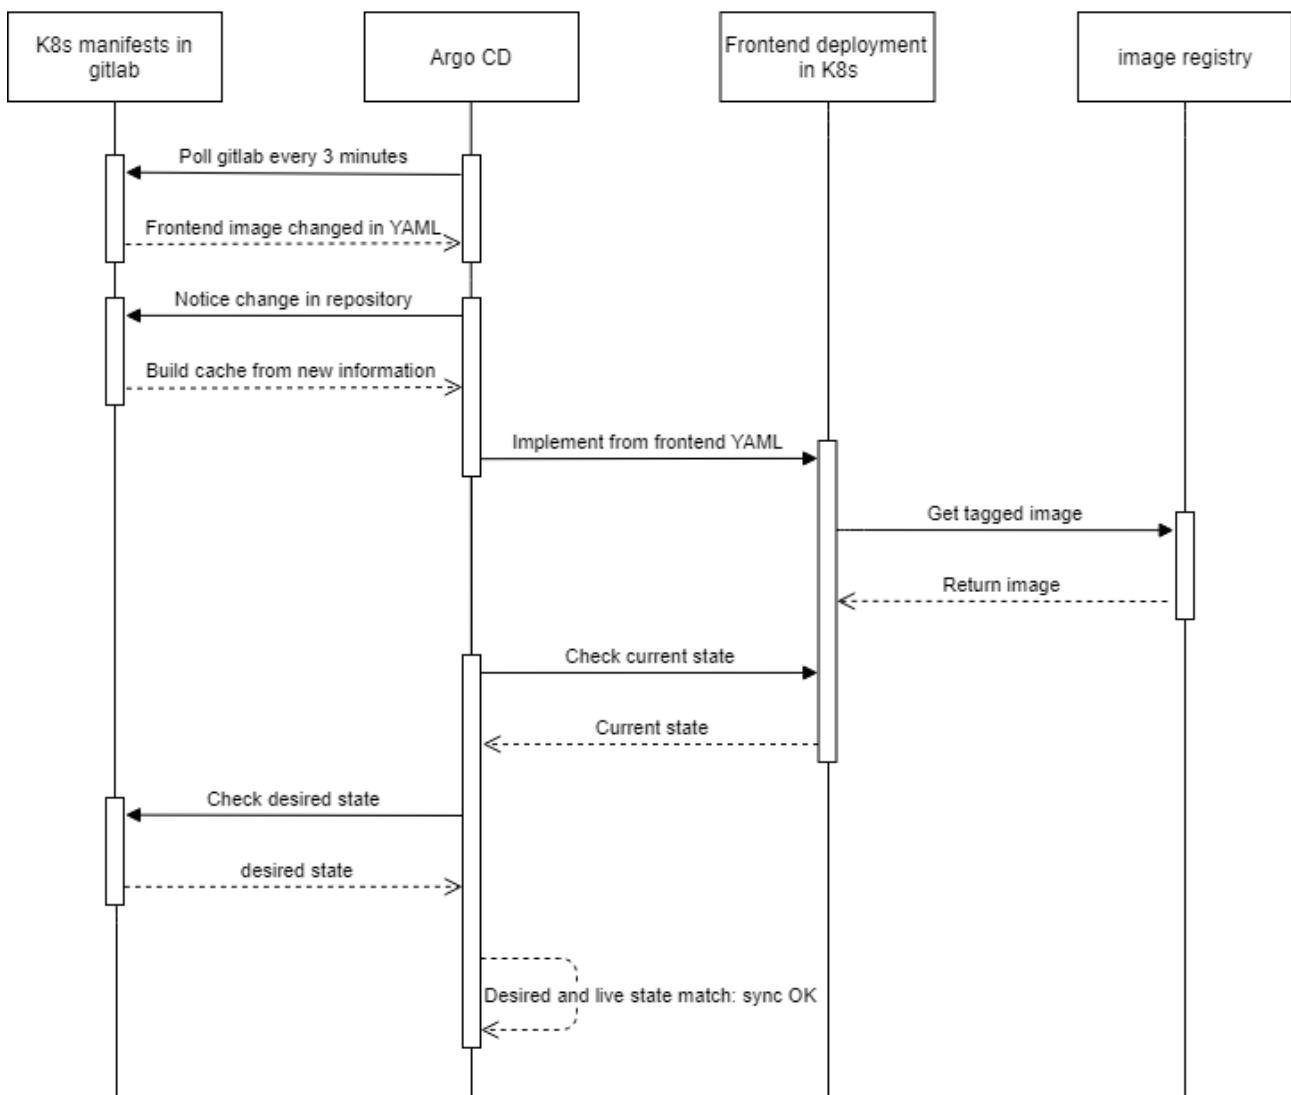 K8s manifests in
gitlab
Argo CD
Frontend deployment
in K8s
image registry
Poll gitlab every 3 minutes
Frontend image changed in YAML
Notice change in repository
Build cache from new information
Implement from frontend YAML
Get tagged image
Return image
Check current state
Current state
Check desired state
desired state
Desired and live state match: sync OK